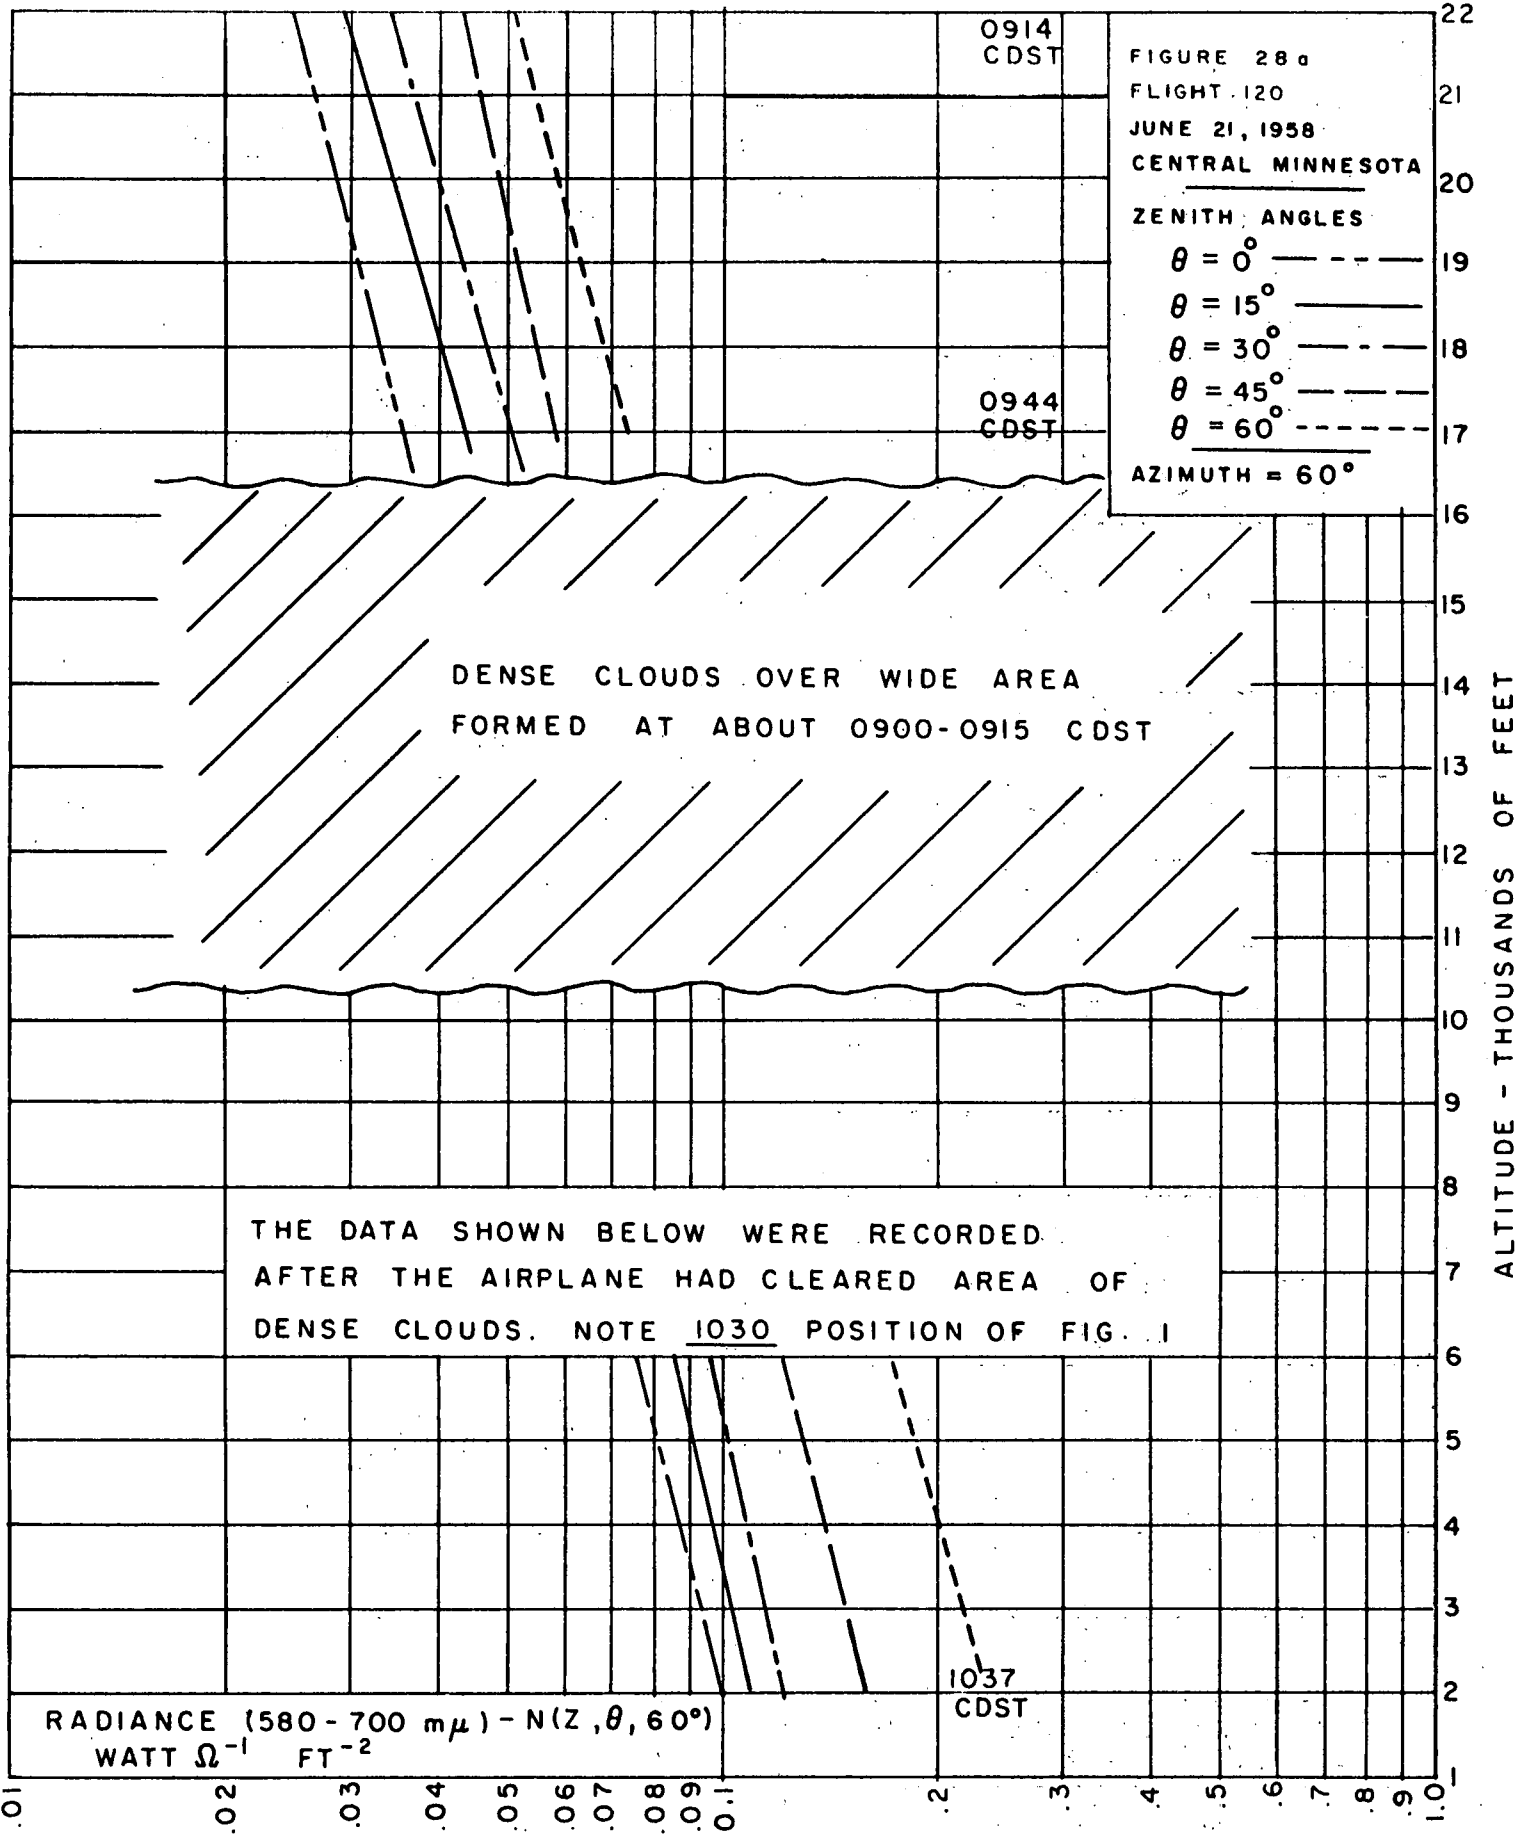 0914
CDST
FIGURE 28a
FLIGHT 120
JUNE 21, 1958
CENTRAL MINNESOTA
ZENITH ANGLES
θ = 0°
θ = 15°
θ = 30°
θ = 45°
θ = 60°
AZIMUTH = 60°
0944
CDST
DENSE CLOUDS OVER WIDE AREA
FORMED AT ABOUT 0900-0915 CDST
THE DATA SHOWN BELOW WERE RECORDED
AFTER THE AIRPLANE HAD CLEARED AREA OF
DENSE CLOUDS. NOTE 1030 POSITION OF FIG. 1
1037
CDST
RADIANCE (580-700 mμ) - N(Z,θ,60°)
WATT Ω⁻¹ FT⁻²
22
21
20
19
18
17
16
15
14
13
12
11
10
9
8
7
6
5
4
3
2
1
ALTITUDE - THOUSANDS OF FEET
.01
.02
.03
.04
.05
.06
.07
.08
.09
0.1
.2
.3
.4
.5
.6
.7
.8
.9
1.0